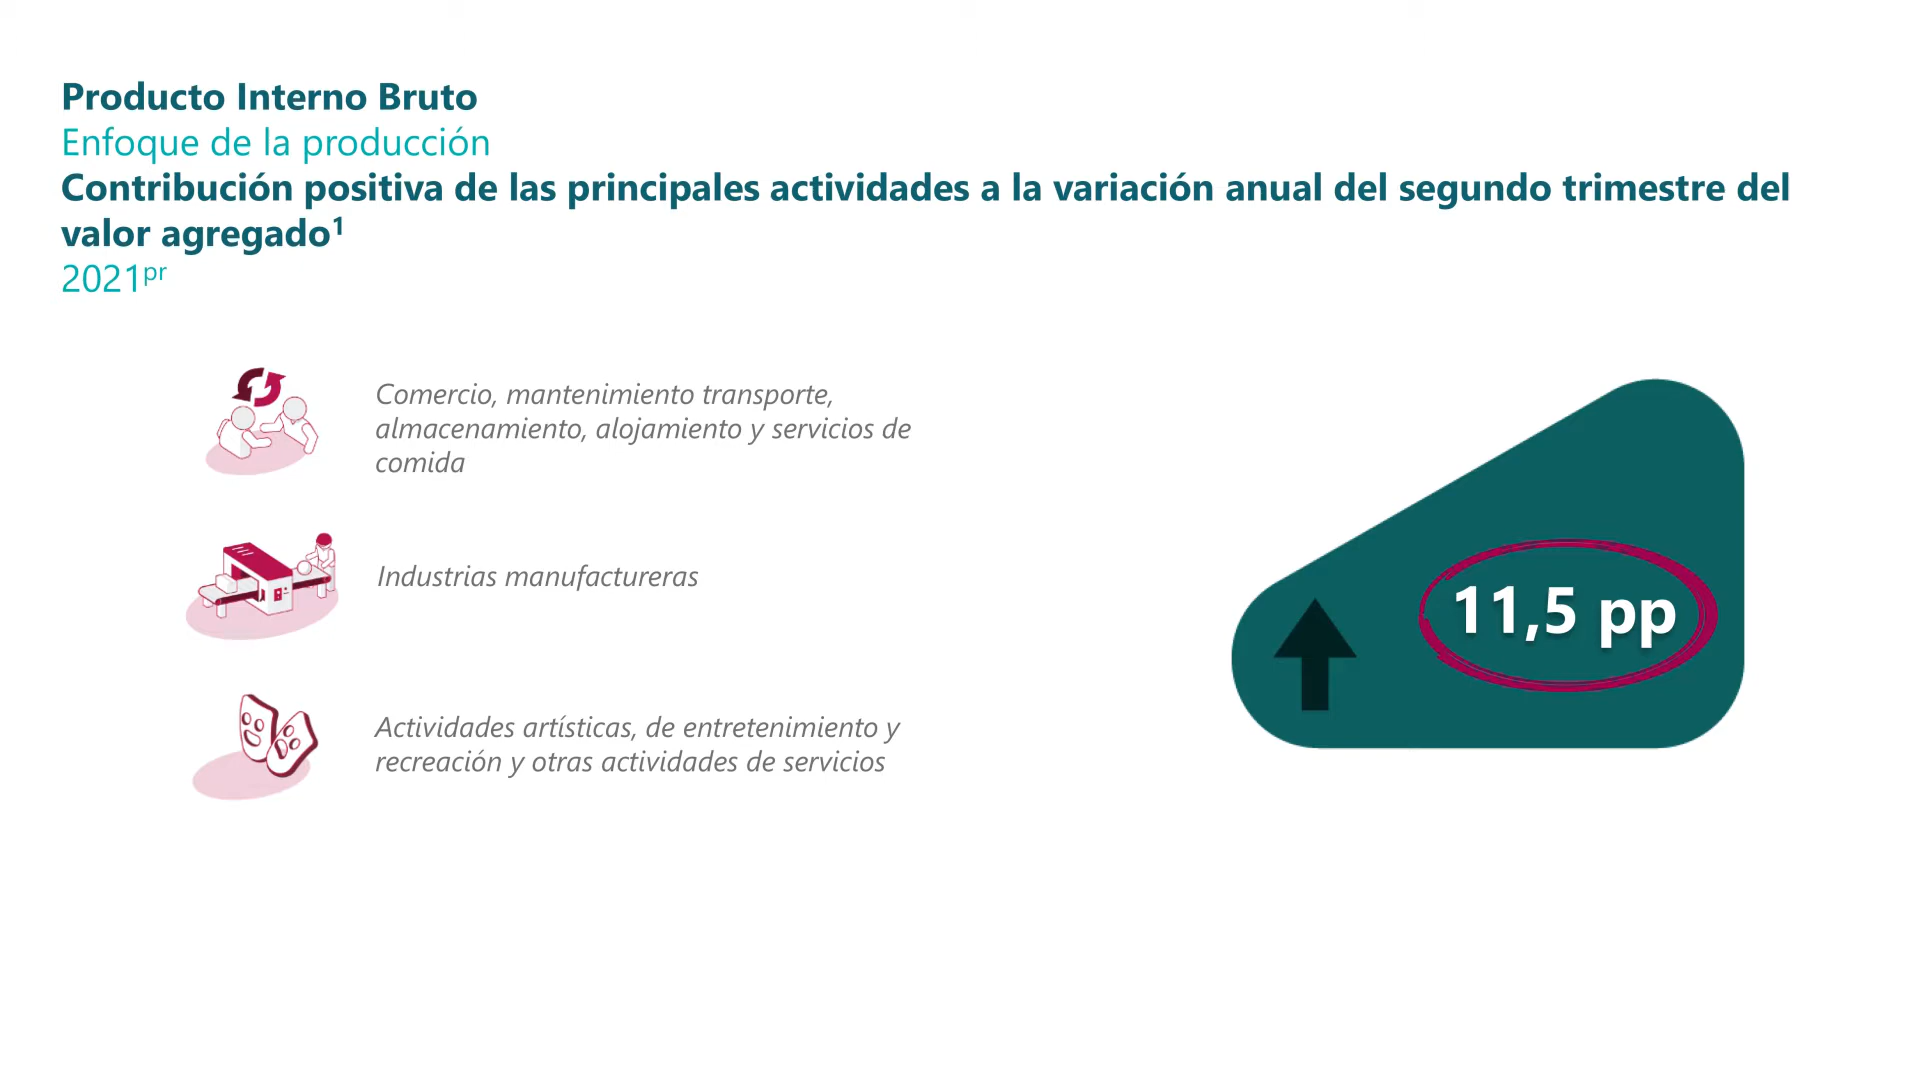 Producto Interno Bruto
Enfoque de la producción
Contribución positiva de las principales actividades a la variación anual del segundo trimestre del
valor agregado¹
2021ᵖʳ
Comercio, mantenimiento transporte,
almacenamiento, alojamiento y servicios de
comida
Industrias manufactureras
Actividades artísticas, de entretenimiento y
recreación y otras actividades de servicios
11,5 pp